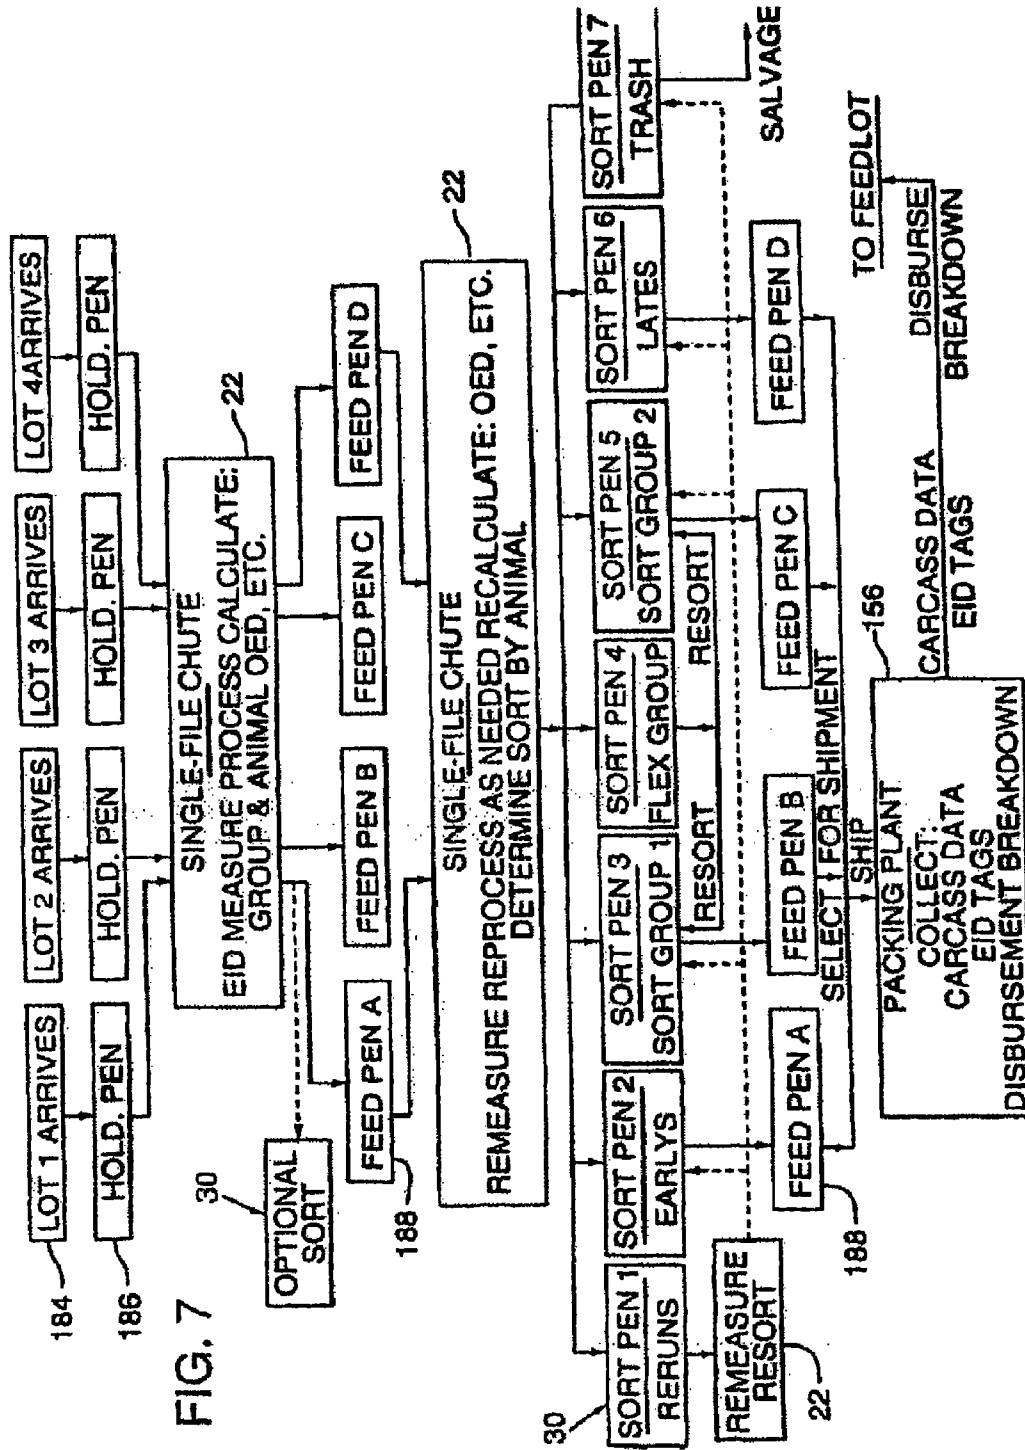 FIG. 7
184
LOT 1 ARRIVES
LOT 2 ARRIVES
LOT 3 ARRIVES
LOT 4 ARRIVES
186
HOLD. PEN
HOLD. PEN
HOLD. PEN
HOLD. PEN
22
SINGLE-FILE CHUTE
EID MEASURE PROCESS CALCULATE:
GROUP & ANIMAL OED, ETC.
30
OPTIONAL
SORT
188
FEED PEN A
FEED PEN B
FEED PEN C
FEED PEN D
22
SINGLE-FILE CHUTE
REMEASURE REPROCESS AS NEEDED RECALCULATE: OED, ETC.
DETERMINE SORT BY ANIMAL
30
SORT PEN 1
RERUNS
SORT PEN 2
EARLYS
SORT PEN 3
SORT GROUP 1
SORT PEN 4
FLEX GROUP
SORT PEN 5
SORT GROUP 2
SORT PEN 6
LATES
SORT PEN 7
TRASH
RESORT
RESORT
REMEASURE
RESORT
22
188
FEED PEN A
FEED PEN B
FEED PEN C
FEED PEN D
SALVAGE
SELECT FOR SHIPMENT
SHIP
156
PACKING PLANT
COLLECT:
CARCASS DATA
EID TAGS
DISBURSEMENT BREAKDOWN
CARCASS DATA
EID TAGS
DISBURSE
BREAKDOWN
TO FEEDLOT